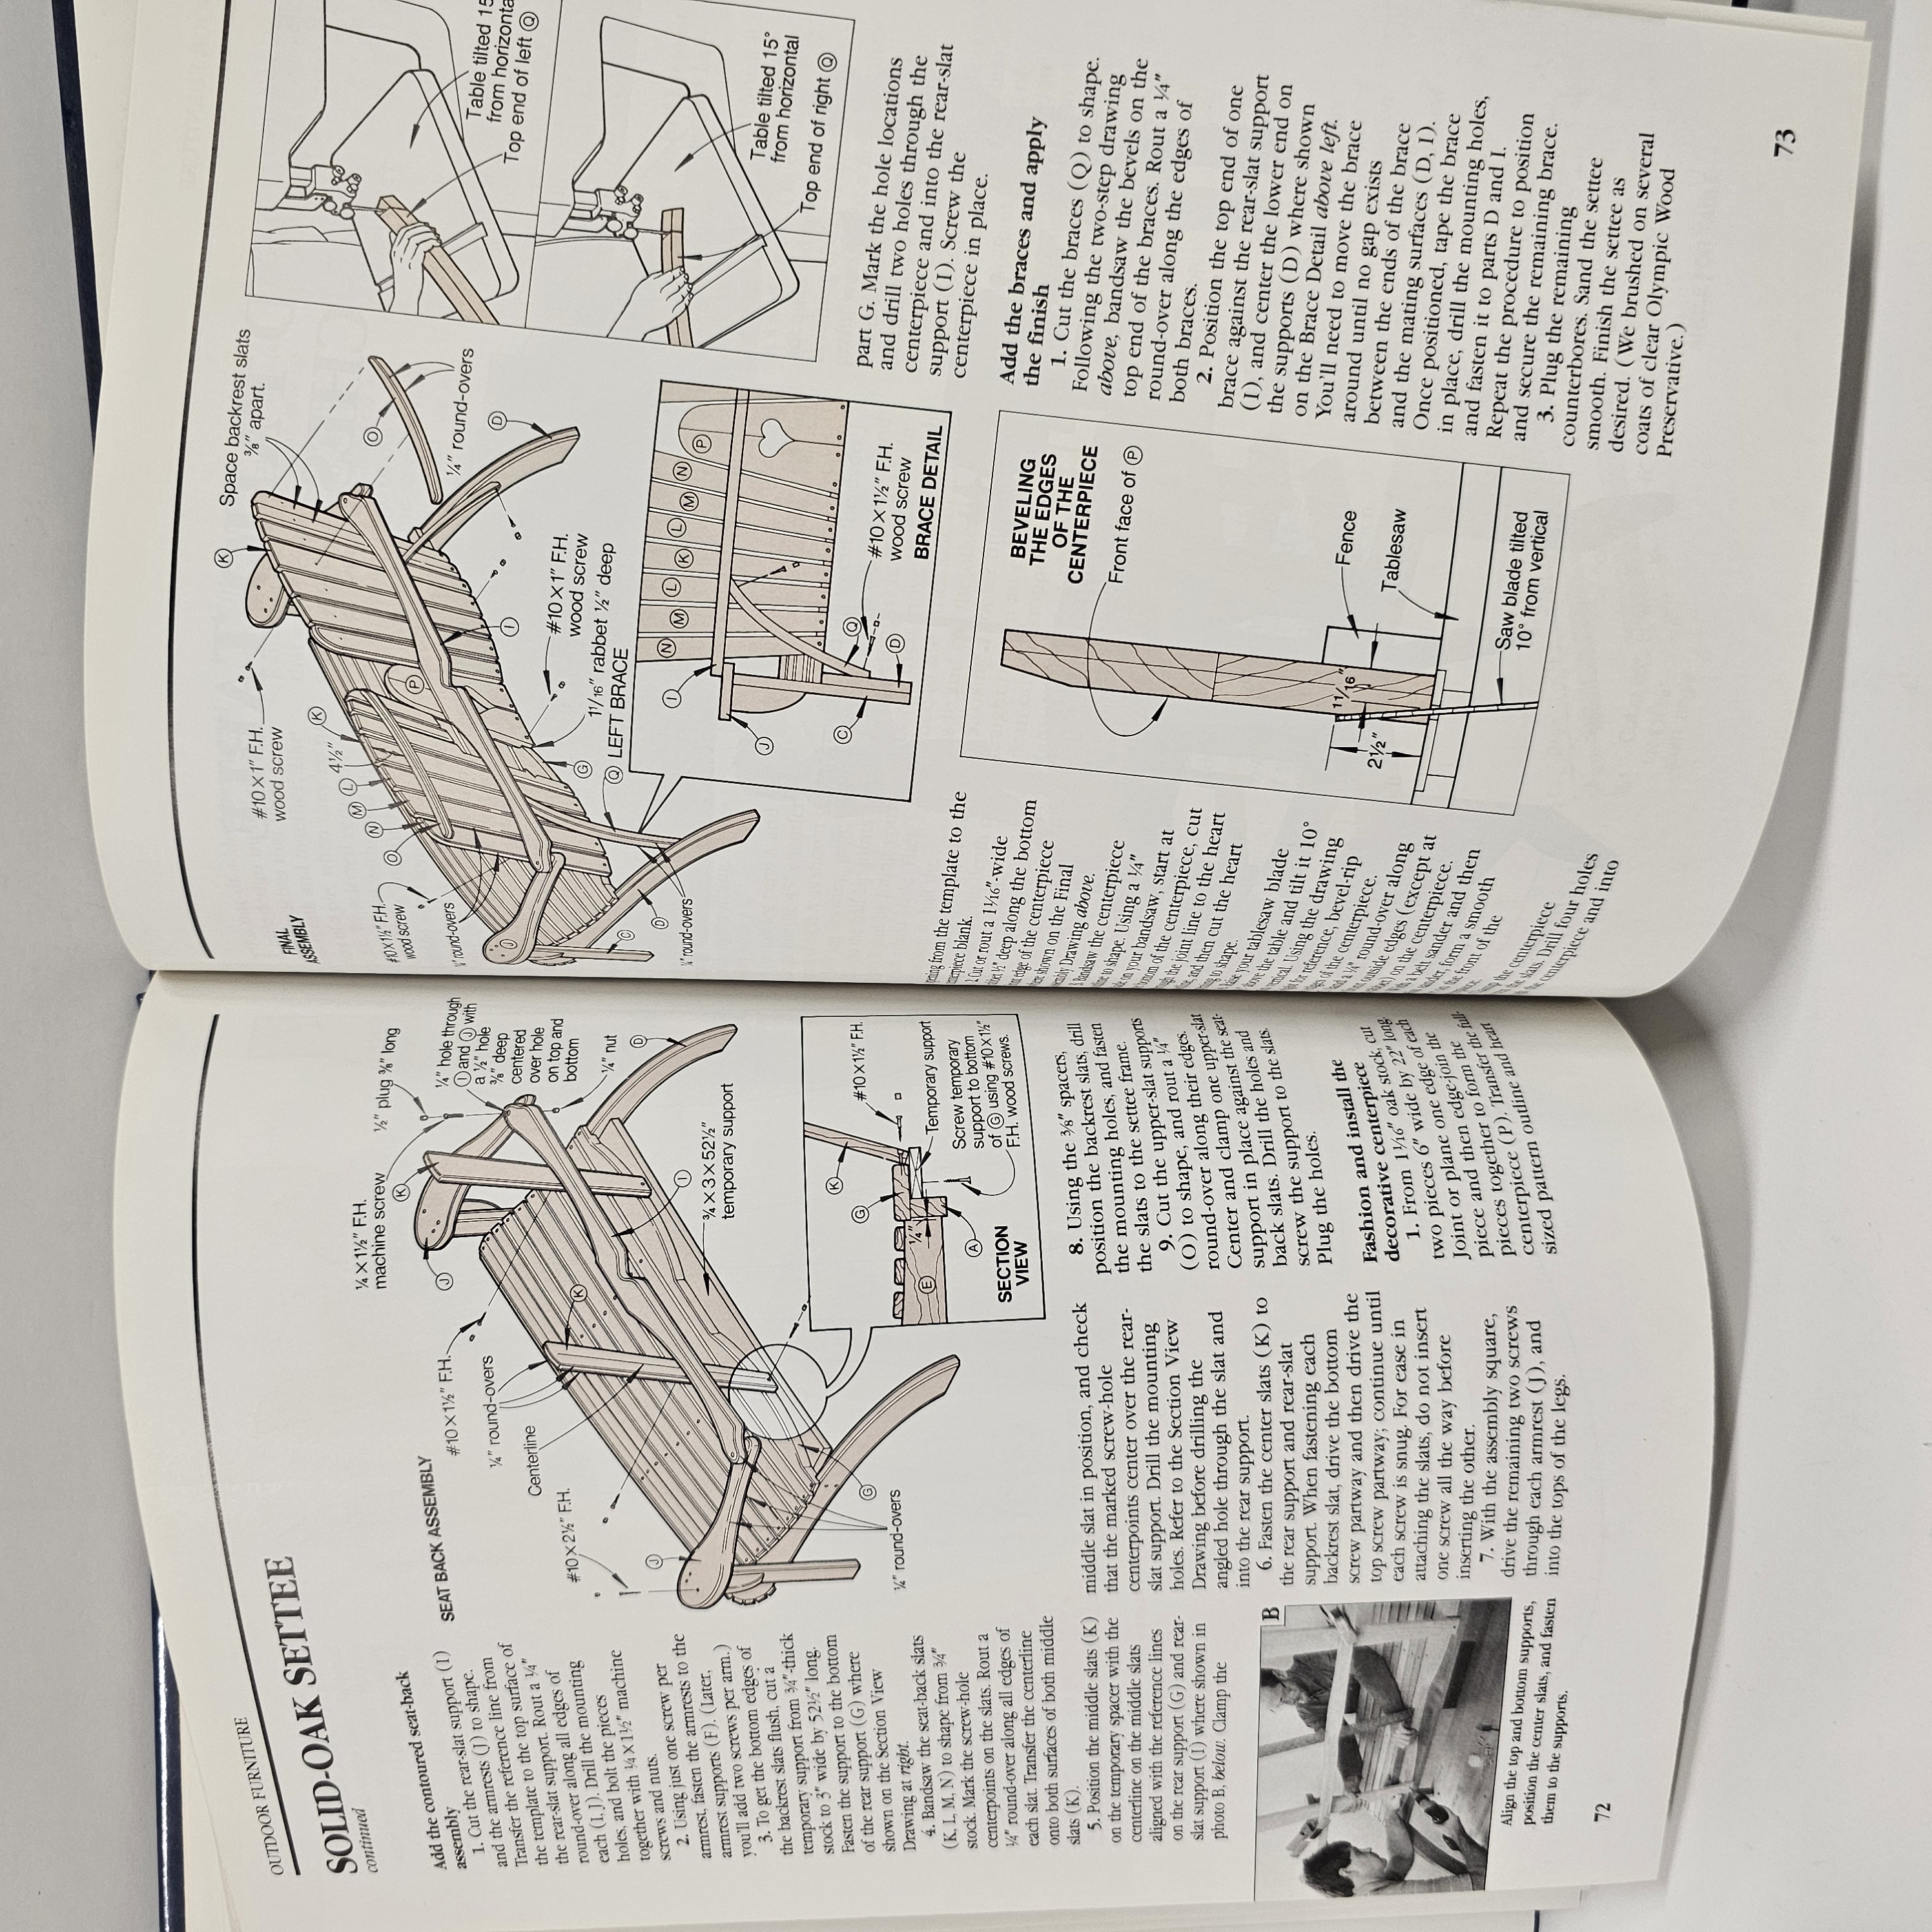 OUTDOOR FURNITURE
SOLID-OAK SETTEE
continued
Add the contoured seat-back
assembly
1. Cut the rear-slat support (I)
and the armrests (J) to shape.
Transfer the reference line from
the template to the top surface of
the rear-slat support. Rout a ¼"
round-over along all edges of
each (I, J). Drill the mounting
holes, and bolt the pieces
together with ¼×1½" machine
screws and nuts.
2. Using just one screw per
armrest, fasten the armrests to the
armrest supports (F). (Later,
you'll add two screws per arm.)
3. To get the bottom edges of
the backrest slats flush, cut a
temporary support from ¾"-thick
stock to 3" wide by 52½" long.
Fasten the support to the bottom
of the rear support (G) where
shown on the Section View
Drawing at right.
4. Bandsaw the seat-back slats
(K, L, M, N) to shape from ¾"
stock. Mark the screw-hole
centerpoints on the slats. Rout a
¼" round-over along all edges of
each slat. Transfer the centerline
onto both surfaces of both middle
slats (K).
5. Position the middle slats (K)
on the temporary spacer with the
centerline on the middle slats
aligned with the reference lines
on the rear support (G) and rear-
slat support (I) where shown in
photo B, below. Clamp the
B
Align the top and bottom supports,
position the center slats, and fasten
them to the supports.
72
SEAT BACK ASSEMBLY
¼×1½" F.H.
machine screw
½" plug ⅜" long
K
J
#10×1½" F.H.
¼" round-overs
Centerline
#10×2½" F.H.
¼" hole through
I and J with
a ½" hole
⅜" deep
centered
over hole
on top and
bottom
¼" nut
K
D
J
I
¾×3×52½"
temporary support
G
¼" round-overs
K
G
#10×1½" F.H.
¼"
E
Temporary support
A
Screw temporary
support to bottom
of G using #10×1½"
F.H. wood screws.
SECTION
VIEW
middle slat in position, and check
that the marked screw-hole
centerpoints center over the rear-
slat support. Drill the mounting
holes. Refer to the Section View
Drawing before drilling the
angled hole through the slat and
into the rear support.
6. Fasten the center slats (K) to
the rear support and rear-slat
support. When fastening each
backrest slat, drive the bottom
screw partway and then drive the
top screw partway; continue until
each screw is snug. For ease in
attaching the slats, do not insert
one screw all the way before
inserting the other.
7. With the assembly square,
drive the remaining two screws
through each armrest (J), and
into the tops of the legs.
8. Using the ⅜" spacers,
position the backrest slats, drill
the mounting holes, and fasten
the slats to the settee frame.
9. Cut the upper-slat supports
(O) to shape, and rout a ¼"
round-over along their edges.
Center and clamp one upper-slat
support in place against the seat-
back slats. Drill the holes and
screw the support to the slats.
Plug the holes.
Fashion and install the
decorative centerpiece
1. From 1¹⁄₁₆" oak stock, cut
two pieces 6" wide by 22" long.
Joint or plane one edge of each
piece and then edge-join the
pieces together to form the
centerpiece (P). Transfer the full-
sized pattern outline and heart
FINAL
ASSEMBLY
#10×1" F.H.
wood screw
K
Space backrest slats
⅜" apart.
#10×1½" F.H.
wood screw
O
N
M
L
4½"
K
P
O
¼" round-overs
¼" round-overs
J
I
D
#10×1" F.H.
wood screw
G
1¹⁄₁₆" rabbet ½" deep
Q LEFT BRACE
C
D
¼" round-overs
I
N
M
L
K
L
M
N
P
J
C
Q
D
#10×1½" F.H.
wood screw
BRACE DETAIL
from the template to the
blank.
2. Cut or rout a 1¹⁄₁₆"-wide
½" deep along the bottom
edge of the centerpiece
shown on the Final
Drawing above.
Bandsaw the centerpiece
to shape. Using a ¼"
on your bandsaw, start at
bottom of the centerpiece, cut
the joint line to the heart
and then cut the heart
to shape.
your tablesaw blade
above the table and tilt it 10°
vertical. Using the drawing
for reference, bevel-rip
edges of the centerpiece.
a ¼" round-over along
outside edges (except at
on the centerpiece.
a belt sander and then
form a smooth
the front of the
the centerpiece
slats. Drill four holes
centerpiece and into
BEVELING
THE EDGES
OF THE
CENTERPIECE
Front face of P
1¹⁄₁₆"
2½"
Fence
Tablesaw
Saw blade tilted
10° from vertical
Table tilted 15
from horizonta
Top end of left Q
Table tilted 15°
from horizontal
Top end of right Q
part G. Mark the hole locations
and drill two holes through the
centerpiece and into the rear-slat
support (I). Screw the
centerpiece in place.
Add the braces and apply
the finish
1. Cut the braces (Q) to shape.
Following the two-step drawing
above, bandsaw the bevels on the
top end of the braces. Rout a ¼"
round-over along the edges of
both braces.
2. Position the top end of one
brace against the rear-slat support
(I), and center the lower end on
the supports (D) where shown
on the Brace Detail above left.
You'll need to move the brace
around until no gap exists
between the ends of the brace
and the mating surfaces (D, I).
Once positioned, tape the brace
in place, drill the mounting holes,
and fasten it to parts D and I.
Repeat the procedure to position
and secure the remaining brace.
3. Plug the remaining
counterbores. Sand the settee
smooth. Finish the settee as
desired. (We brushed on several
coats of clear Olympic Wood
Preservative.)
73